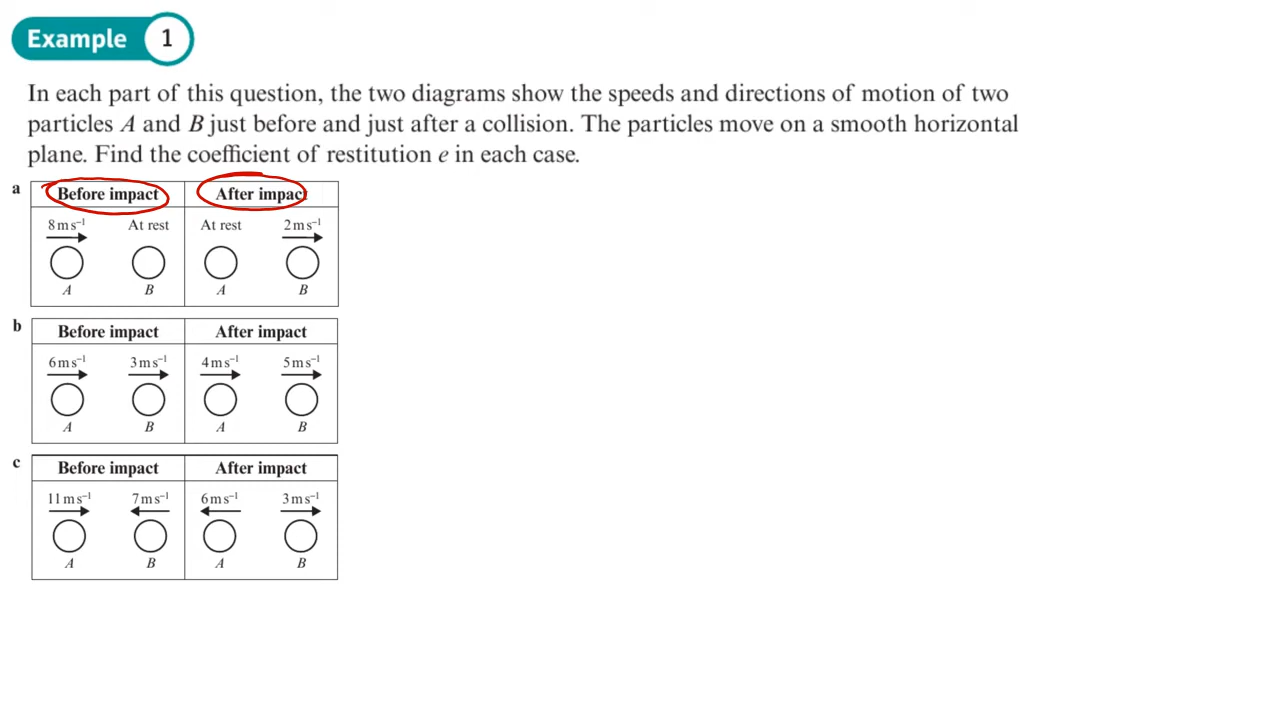 Example 1
In each part of this question, the two diagrams show the speeds and directions of motion of two
particles A and B just before and just after a collision. The particles move on a smooth horizontal
plane. Find the coefficient of restitution e in each case.
a
Before impact After impact
8 m s⁻¹ At rest At rest 2 m s⁻¹
A B A B
b
Before impact After impact
6 m s⁻¹ 3 m s⁻¹ 4 m s⁻¹ 5 m s⁻¹
A B A B
c
Before impact After impact
11 m s⁻¹ 7 m s⁻¹ 6 m s⁻¹ 3 m s⁻¹
A B A B